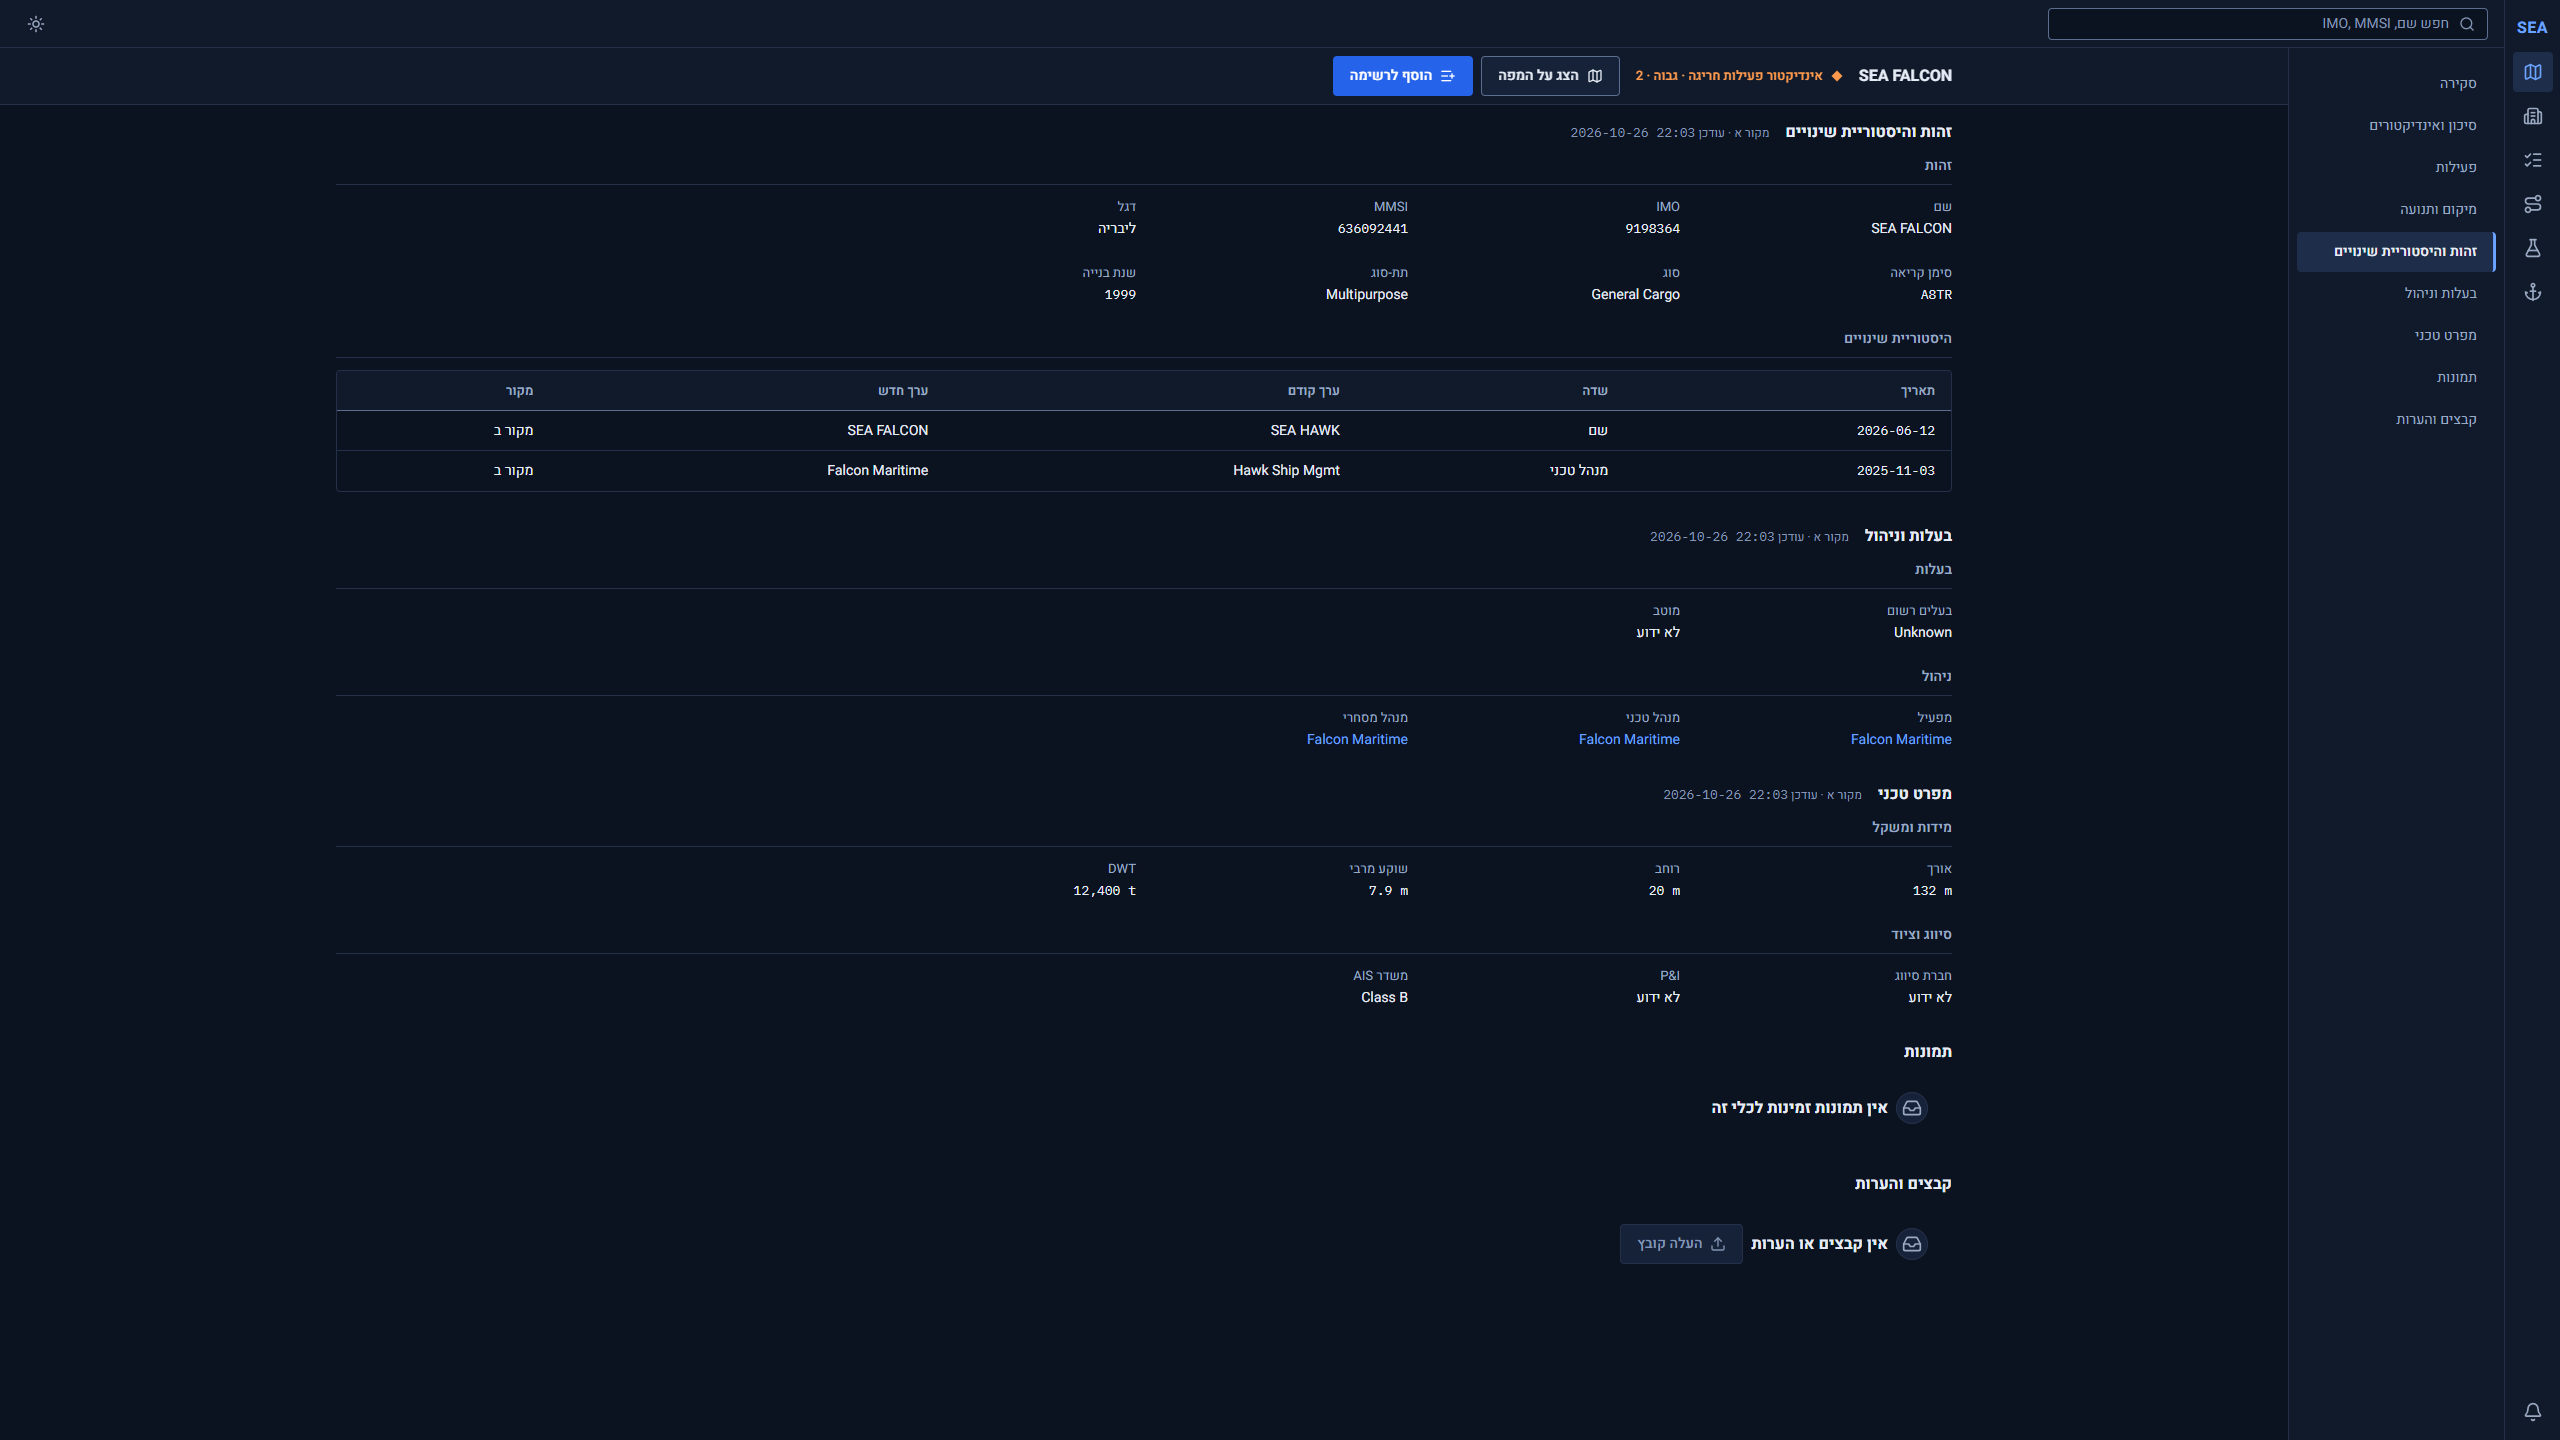 SEA
חפש שם, IMO, MMSI
סקירה
סיכון ואינדיקטורים
פעילות
מיקום ותנועה
זהות והיסטוריית שינויים
בעלות וניהול
מפרט טכני
תמונות
קבצים והערות
SEA FALCON אינדיקטור פעילות חריגה · גבוה · 2 הצג על המפה הוסף לרשימה
זהות והיסטוריית שינויים מקור א · עודכן 2026-10-26 22:03
זהות
שם IMO MMSI דגל
SEA FALCON 9198364 636092441 ליבריה
סימן קריאה סוג תת-סוג שנת בנייה
A8TR General Cargo Multipurpose 1999
היסטוריית שינויים
תאריך שדה ערך קודם ערך חדש מקור
2026-06-12 שם SEA HAWK SEA FALCON מקור ב
2025-11-03 מנהל טכני Hawk Ship Mgmt Falcon Maritime מקור ב
בעלות וניהול מקור א · עודכן 2026-10-26 22:03
בעלות
בעלים רשום מוטב
Unknown לא ידוע
ניהול
מפעיל מנהל טכני מנהל מסחרי
Falcon Maritime Falcon Maritime Falcon Maritime
מפרט טכני מקור א · עודכן 2026-10-26 22:03
מידות ומשקל
אורך רוחב שוקע מרבי DWT
132 m 20 m 7.9 m 12,400 t
סיווג וציוד
חברת סיווג P&I משדר AIS
לא ידוע לא ידוע Class B
תמונות
אין תמונות זמינות לכלי זה
קבצים והערות
אין קבצים או הערות העלה קובץ